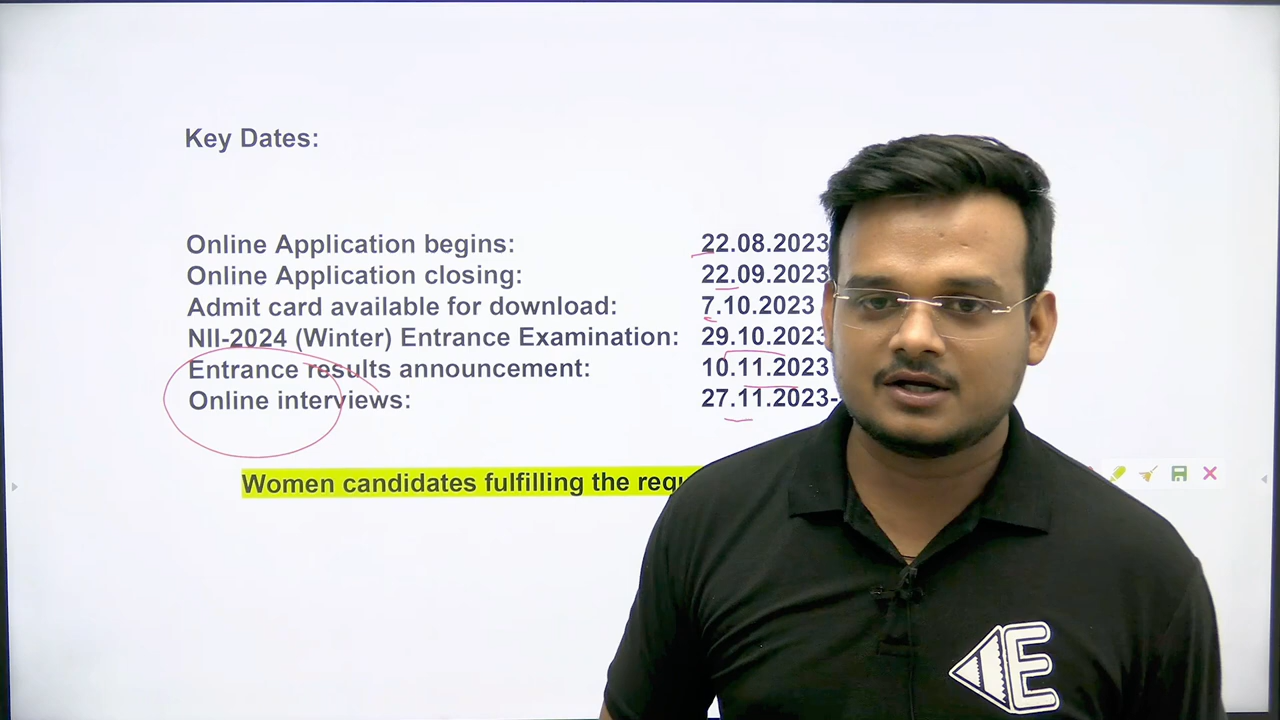 Key Dates:
Online Application begins: 22.08.2023
Online Application closing: 22.09.2023
Admit card available for download: 7.10.2023
NII-2024 (Winter) Entrance Examination: 29.10.2023
Entrance results announcement: 10.11.2023
Online interviews: 27.11.2023-
Women candidates fulfilling the
E